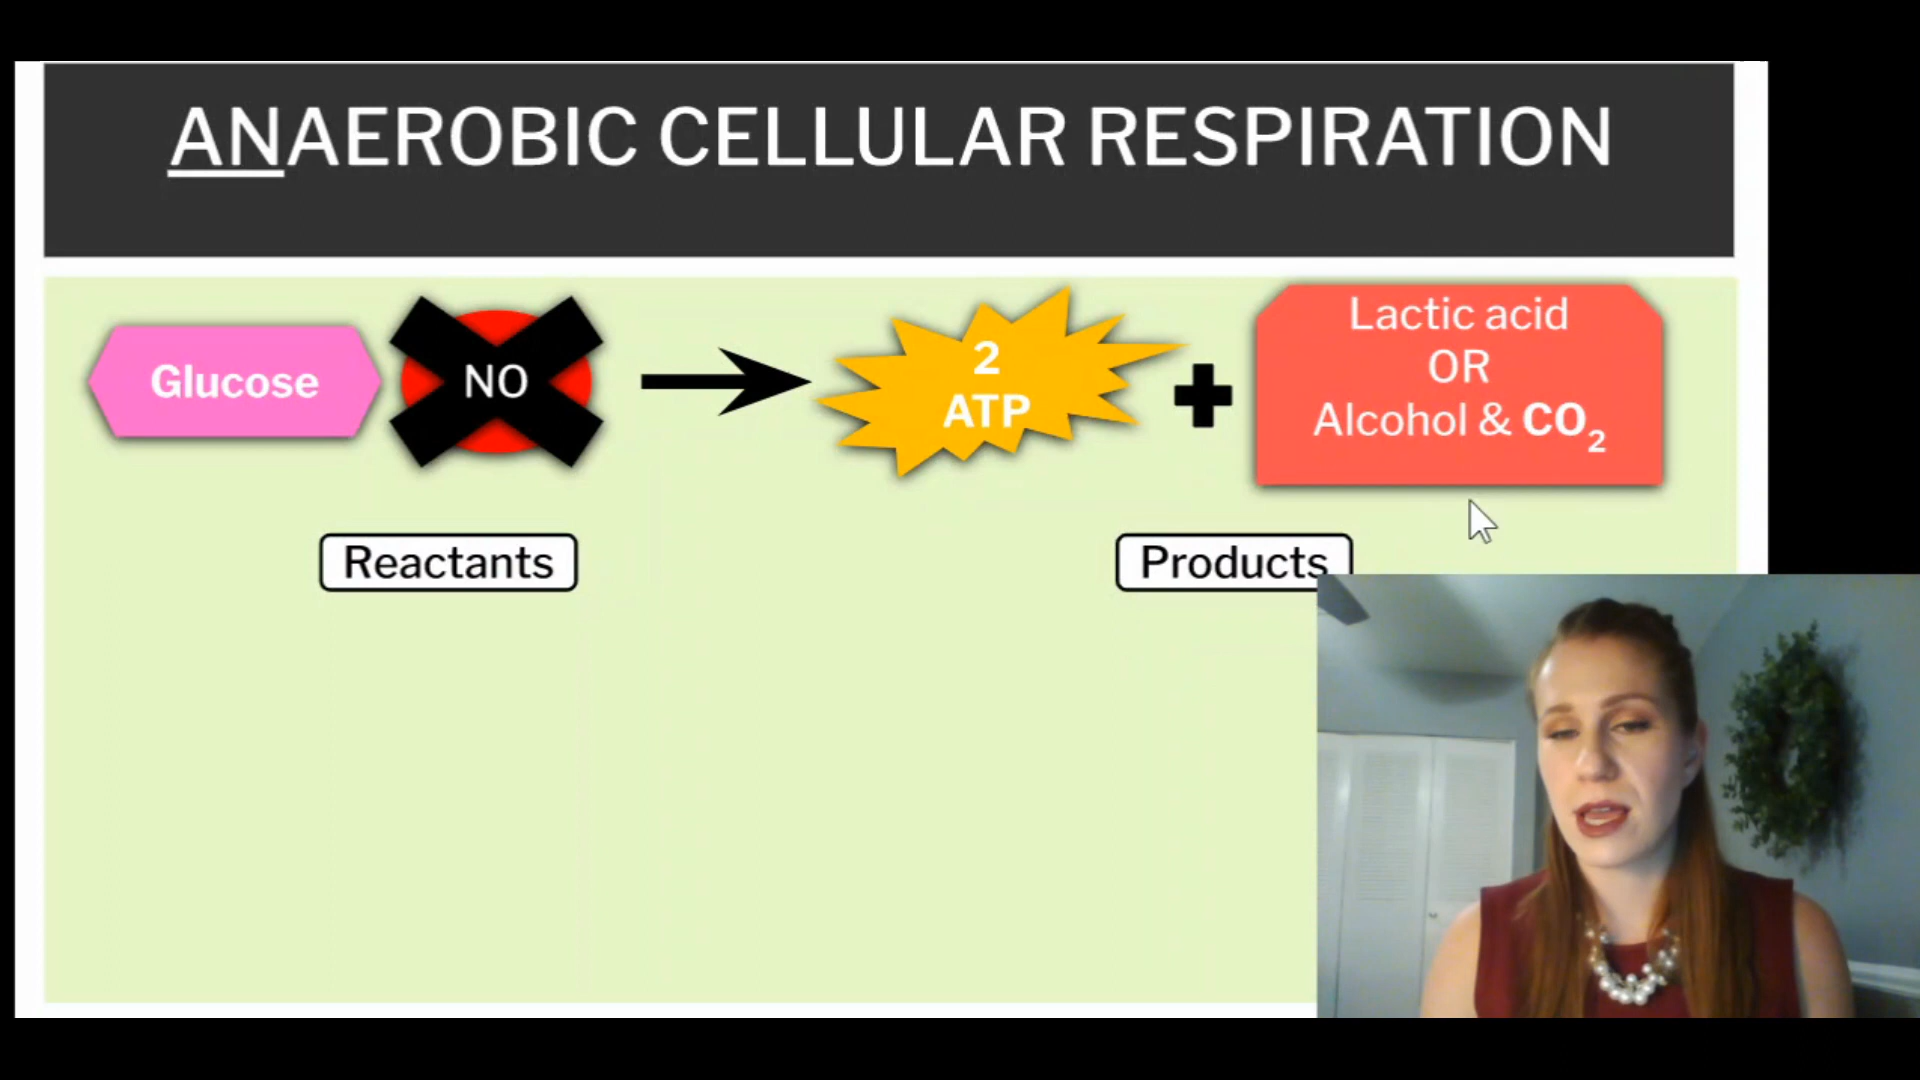 ANAEROBIC CELLULAR RESPIRATION
Glucose
NO
2
ATP
Lactic acid
OR
Alcohol & CO₂
Reactants
Products